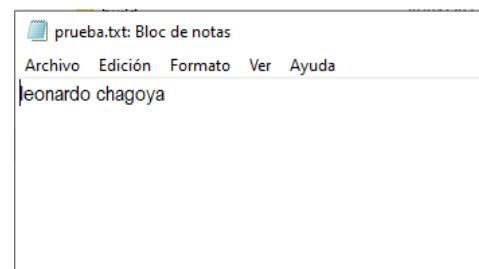 prueba.txt: Bloc de notas
Archivo Edición Formato Ver Ayuda
leonardo chagoya